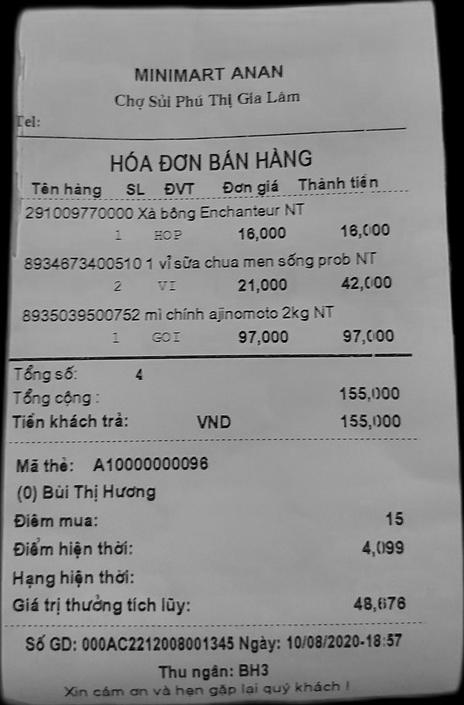 MINIMART ANAN
Chợ Sủi Phú Thị Gia Lâm
Tel:
HÓA ĐƠN BÁN HÀNG
Tên hàng SL ĐVT Đơn giá Thành tiền
291009770000 Xà bông Enchanteur NT
1 HOP 16,000 16,000
8934673400510 1 vỉ sữa chua men sống prob NT
2 VI 21,000 42,000
8935039500752 mì chính ajinomoto 2kg NT
1 GOI 97,000 97,000
Tổng số: 4
Tổng cộng : 155,000
Tiền khách trả: VND 155,000
Mã thẻ: A10000000096
(0) Bùi Thị Hương
Điểm mua: 15
Điểm hiện thời: 4,099
Hạng hiện thời:
Giá trị thưởng tích lũy: 48,676
Số GD: 000AC2212008001345 Ngày: 10/08/2020-18:57
Thu ngân: BH3
Xin cảm ơn và hẹn gặp lại quý khách !